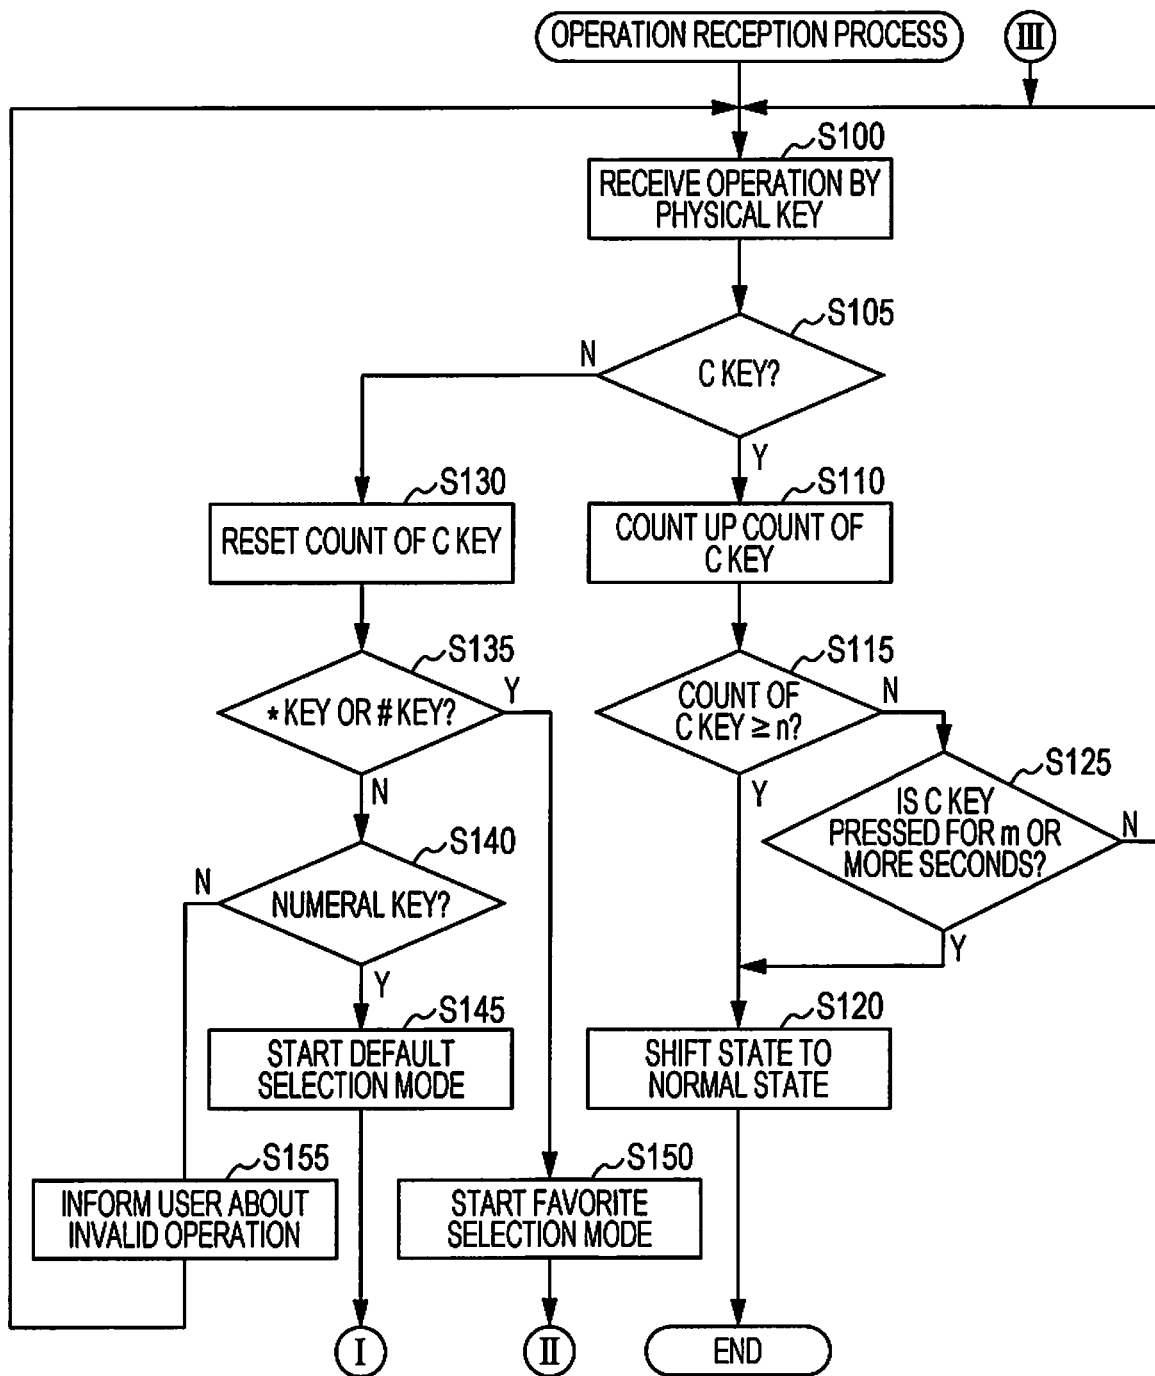 OPERATION RECEPTION PROCESS
III
S100
RECEIVE OPERATION BY
PHYSICAL KEY
S105
N
C KEY?
Y
S130
RESET COUNT OF C KEY
S110
COUNT UP COUNT OF
C KEY
S135
* KEY OR # KEY?
Y
N
S115
COUNT OF
C KEY ≥ n?
N
Y
S125
IS C KEY
PRESSED FOR m OR
MORE SECONDS?
N
Y
S140
N
NUMERAL KEY?
Y
S145
START DEFAULT
SELECTION MODE
S120
SHIFT STATE TO
NORMAL STATE
S155
INFORM USER ABOUT
INVALID OPERATION
S150
START FAVORITE
SELECTION MODE
I
II
END